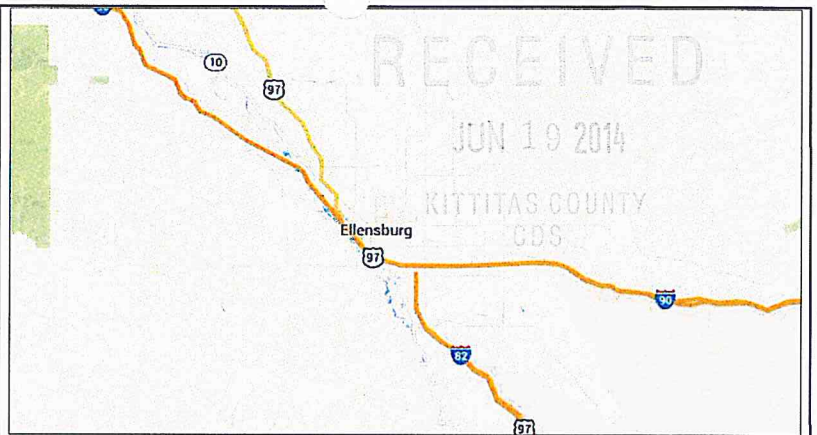 RECEIVED
10
97
JUN 19 2014
KITTITAS COUNTY
CDS
Ellensburg
97
90
82
97